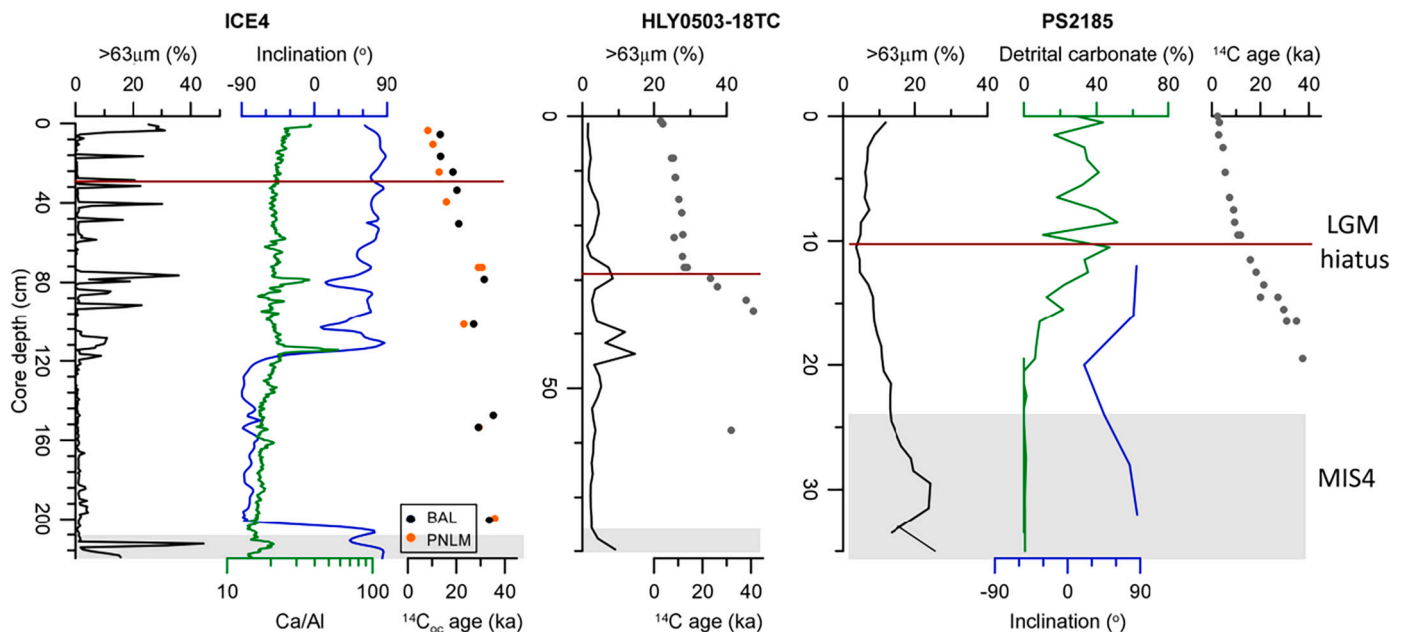 ICE4
HLY0503-18TC
PS2185
>63µm (%)
Inclination (°)
>63µm (%)
>63µm (%)
Detrital carbonate (%)
¹⁴C age (ka)
0 20 40
-90 0 90
0 20 40
0 20 40
0 40 80
0 20 40
Core depth (cm)
0
40
80
120
160
200
BAL
PNLM
10 100
Ca/Al
0 20 40
¹⁴Coc age (ka)
0
50
0 20 40
¹⁴C age (ka)
0
10
20
30
-90 0 90
Inclination (°)
LGM
hiatus
MIS4